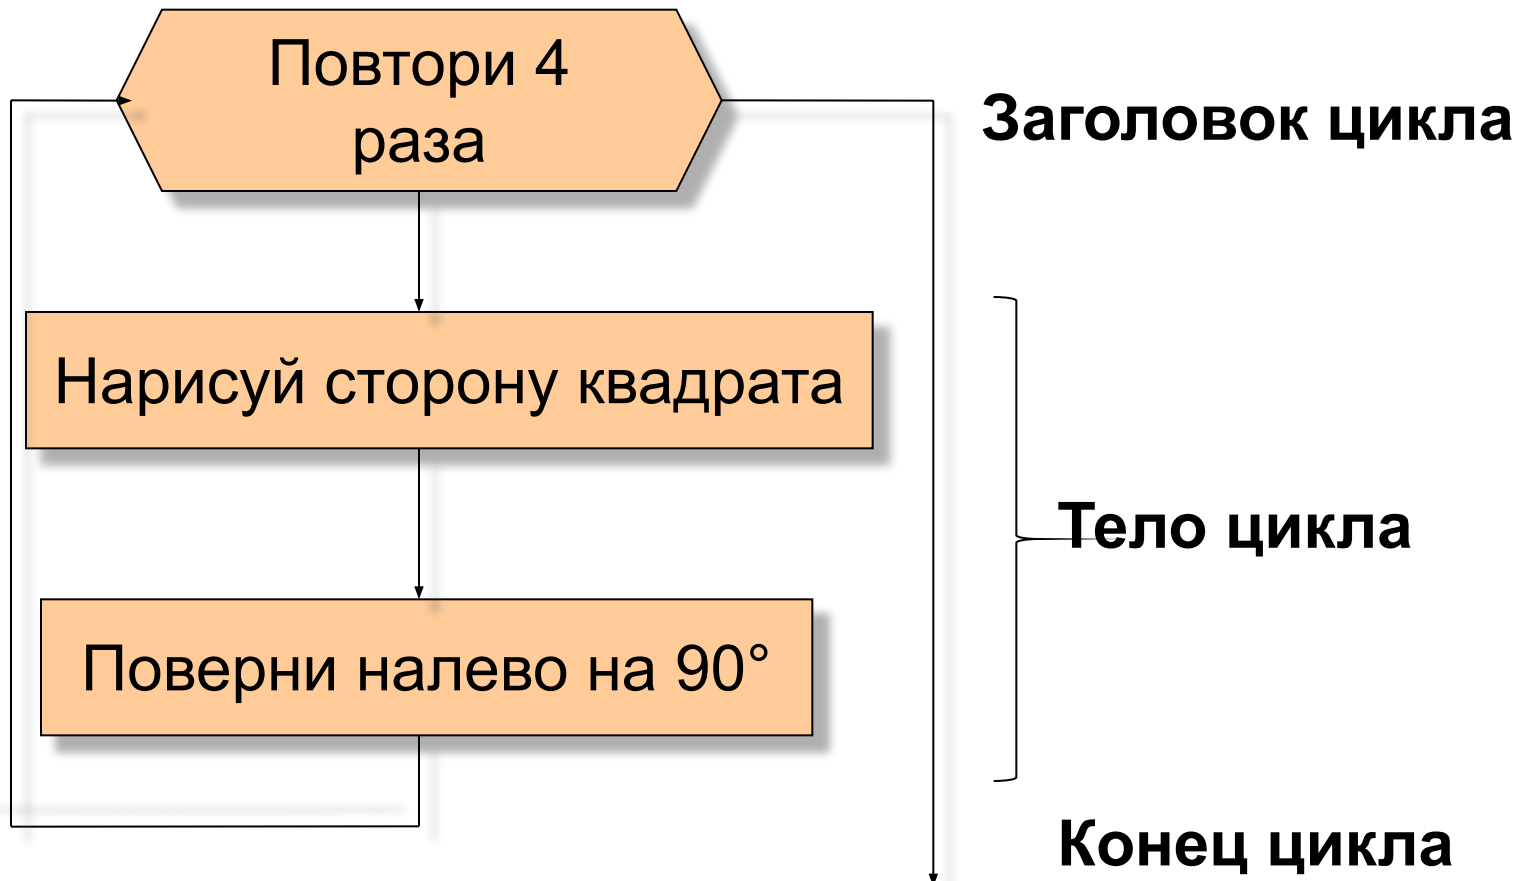 Повтори 4
раза
Заголовок цикла
Нарисуй сторону квадрата
Тело цикла
Поверни налево на 90°
Конец цикла